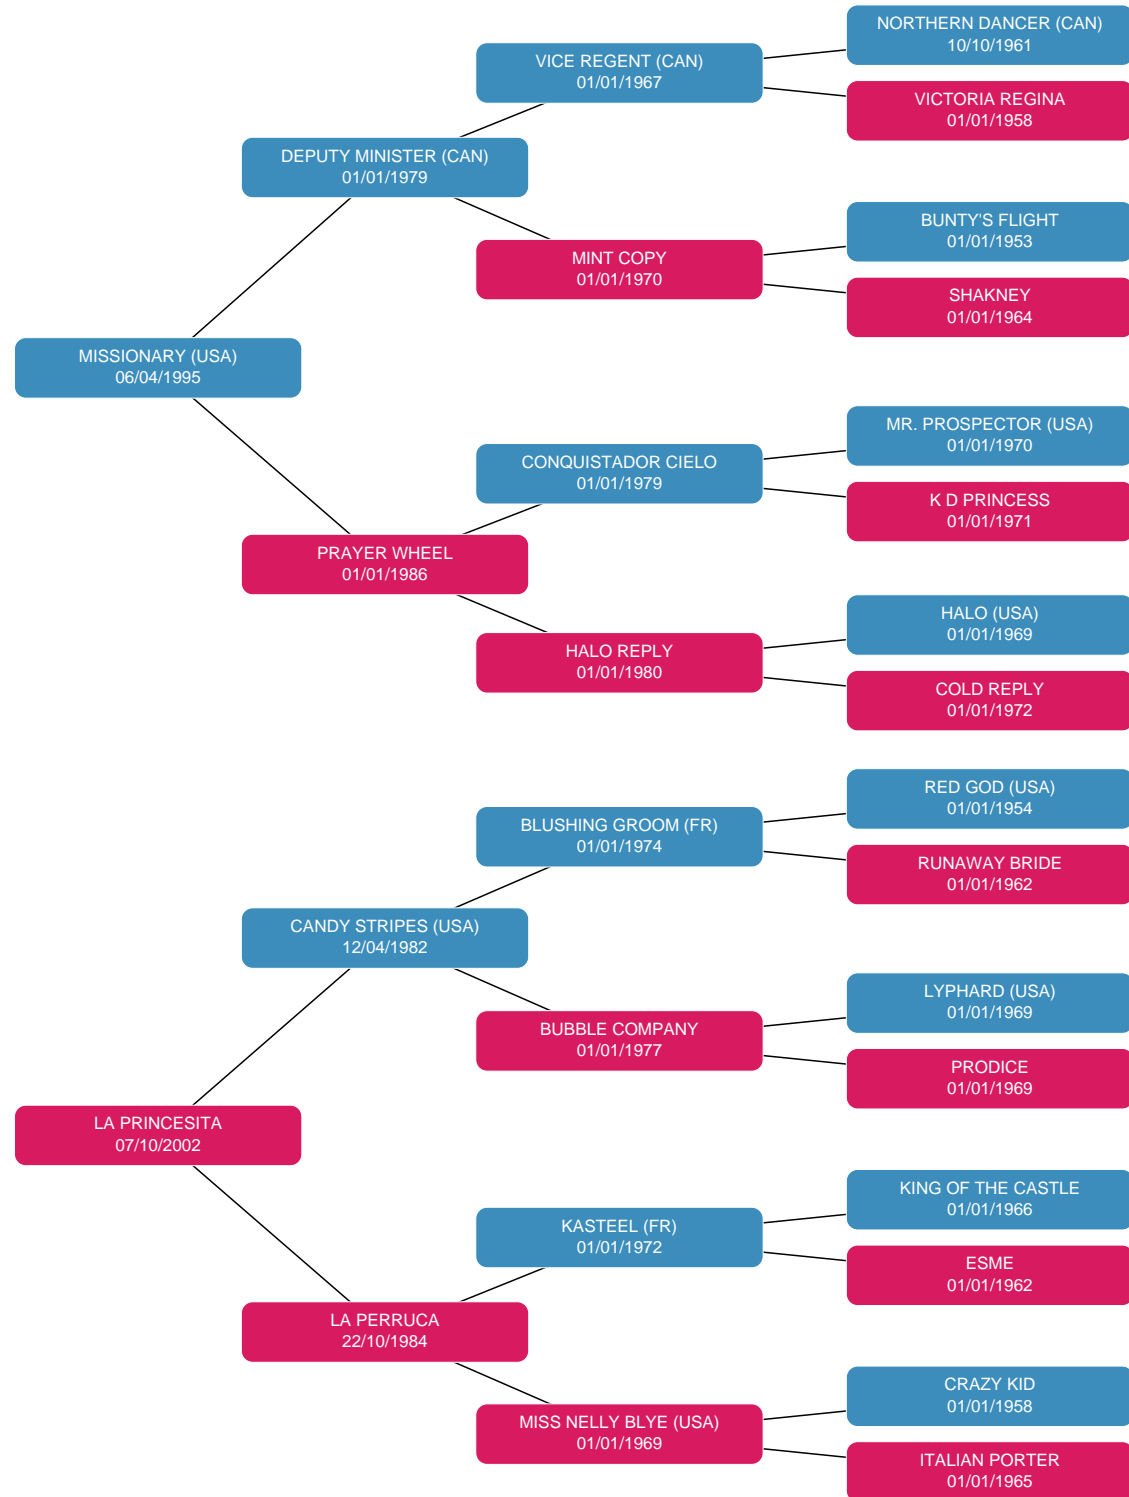 NORTHERN DANCER (CAN)
10/10/1961
VICE REGENT (CAN)
01/01/1967
VICTORIA REGINA
01/01/1958
DEPUTY MINISTER (CAN)
01/01/1979
BUNTY'S FLIGHT
01/01/1953
MINT COPY
01/01/1970
SHAKNEY
01/01/1964
MISSIONARY (USA)
06/04/1995
MR. PROSPECTOR (USA)
01/01/1970
CONQUISTADOR CIELO
01/01/1979
K D PRINCESS
01/01/1971
PRAYER WHEEL
01/01/1986
HALO (USA)
01/01/1969
HALO REPLY
01/01/1980
COLD REPLY
01/01/1972
RED GOD (USA)
01/01/1954
BLUSHING GROOM (FR)
01/01/1974
RUNAWAY BRIDE
01/01/1962
CANDY STRIPES (USA)
12/04/1982
LYPHARD (USA)
01/01/1969
BUBBLE COMPANY
01/01/1977
PRODICE
01/01/1969
LA PRINCESITA
07/10/2002
KING OF THE CASTLE
01/01/1966
KASTEEL (FR)
01/01/1972
ESME
01/01/1962
LA PERRUCA
22/10/1984
CRAZY KID
01/01/1958
MISS NELLY BLYE (USA)
01/01/1969
ITALIAN PORTER
01/01/1965